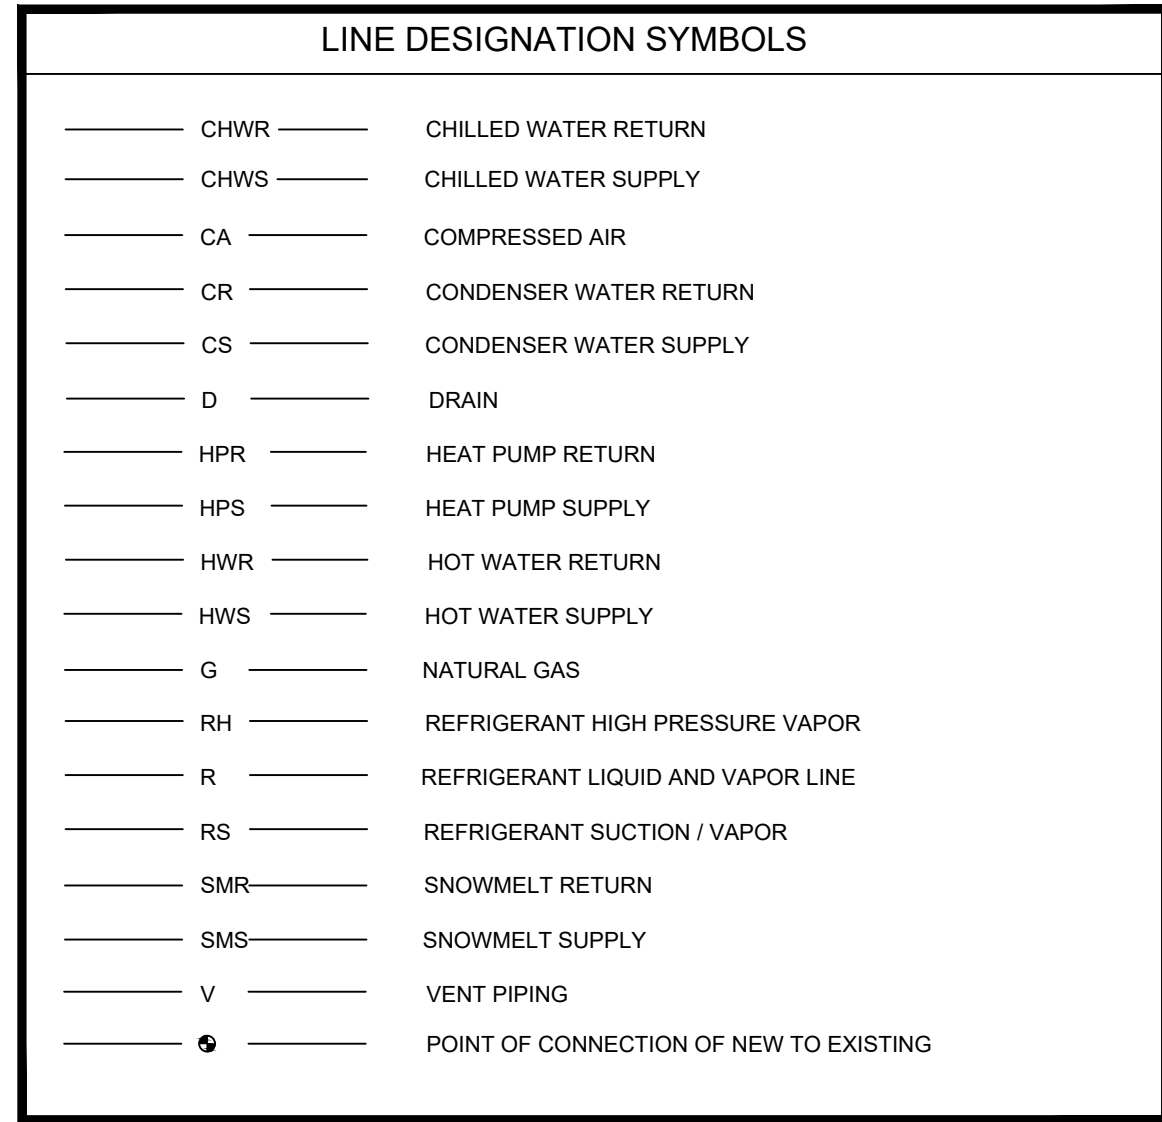 LINE DESIGNATION SYMBOLS
CHWR CHILLED WATER RETURN
CHWS CHILLED WATER SUPPLY
CA COMPRESSED AIR
CR CONDENSER WATER RETURN
CS CONDENSER WATER SUPPLY
D DRAIN
HPR HEAT PUMP RETURN
HPS HEAT PUMP SUPPLY
HWR HOT WATER RETURN
HWS HOT WATER SUPPLY
G NATURAL GAS
RH REFRIGERANT HIGH PRESSURE VAPOR
R REFRIGERANT LIQUID AND VAPOR LINE
RS REFRIGERANT SUCTION / VAPOR
SMR SNOWMELT RETURN
SMS SNOWMELT SUPPLY
V VENT PIPING
POINT OF CONNECTION OF NEW TO EXISTING